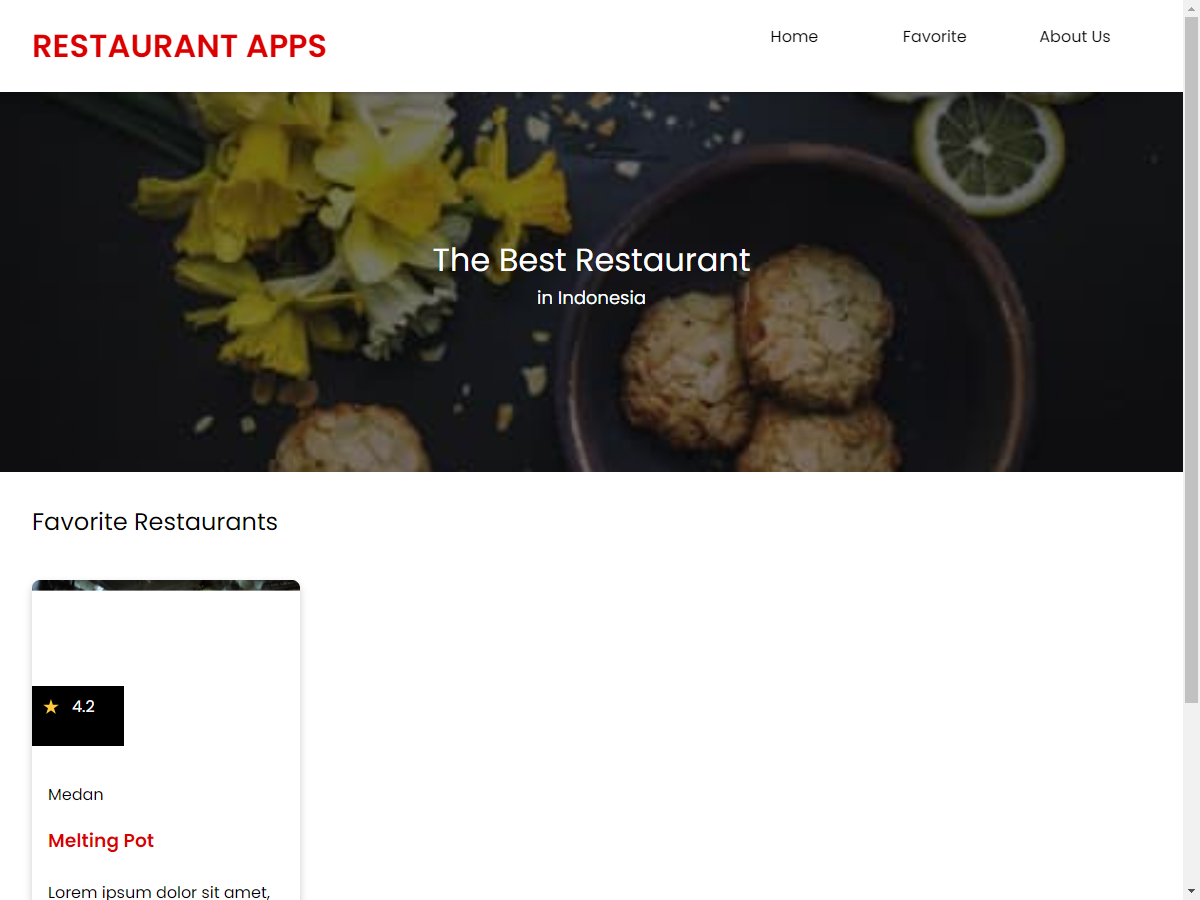 RESTAURANT APPS
Home
Favorite
About Us
The Best Restaurant
in Indonesia
Favorite Restaurants
4.2
Medan
Melting Pot
Lorem ipsum dolor sit amet,